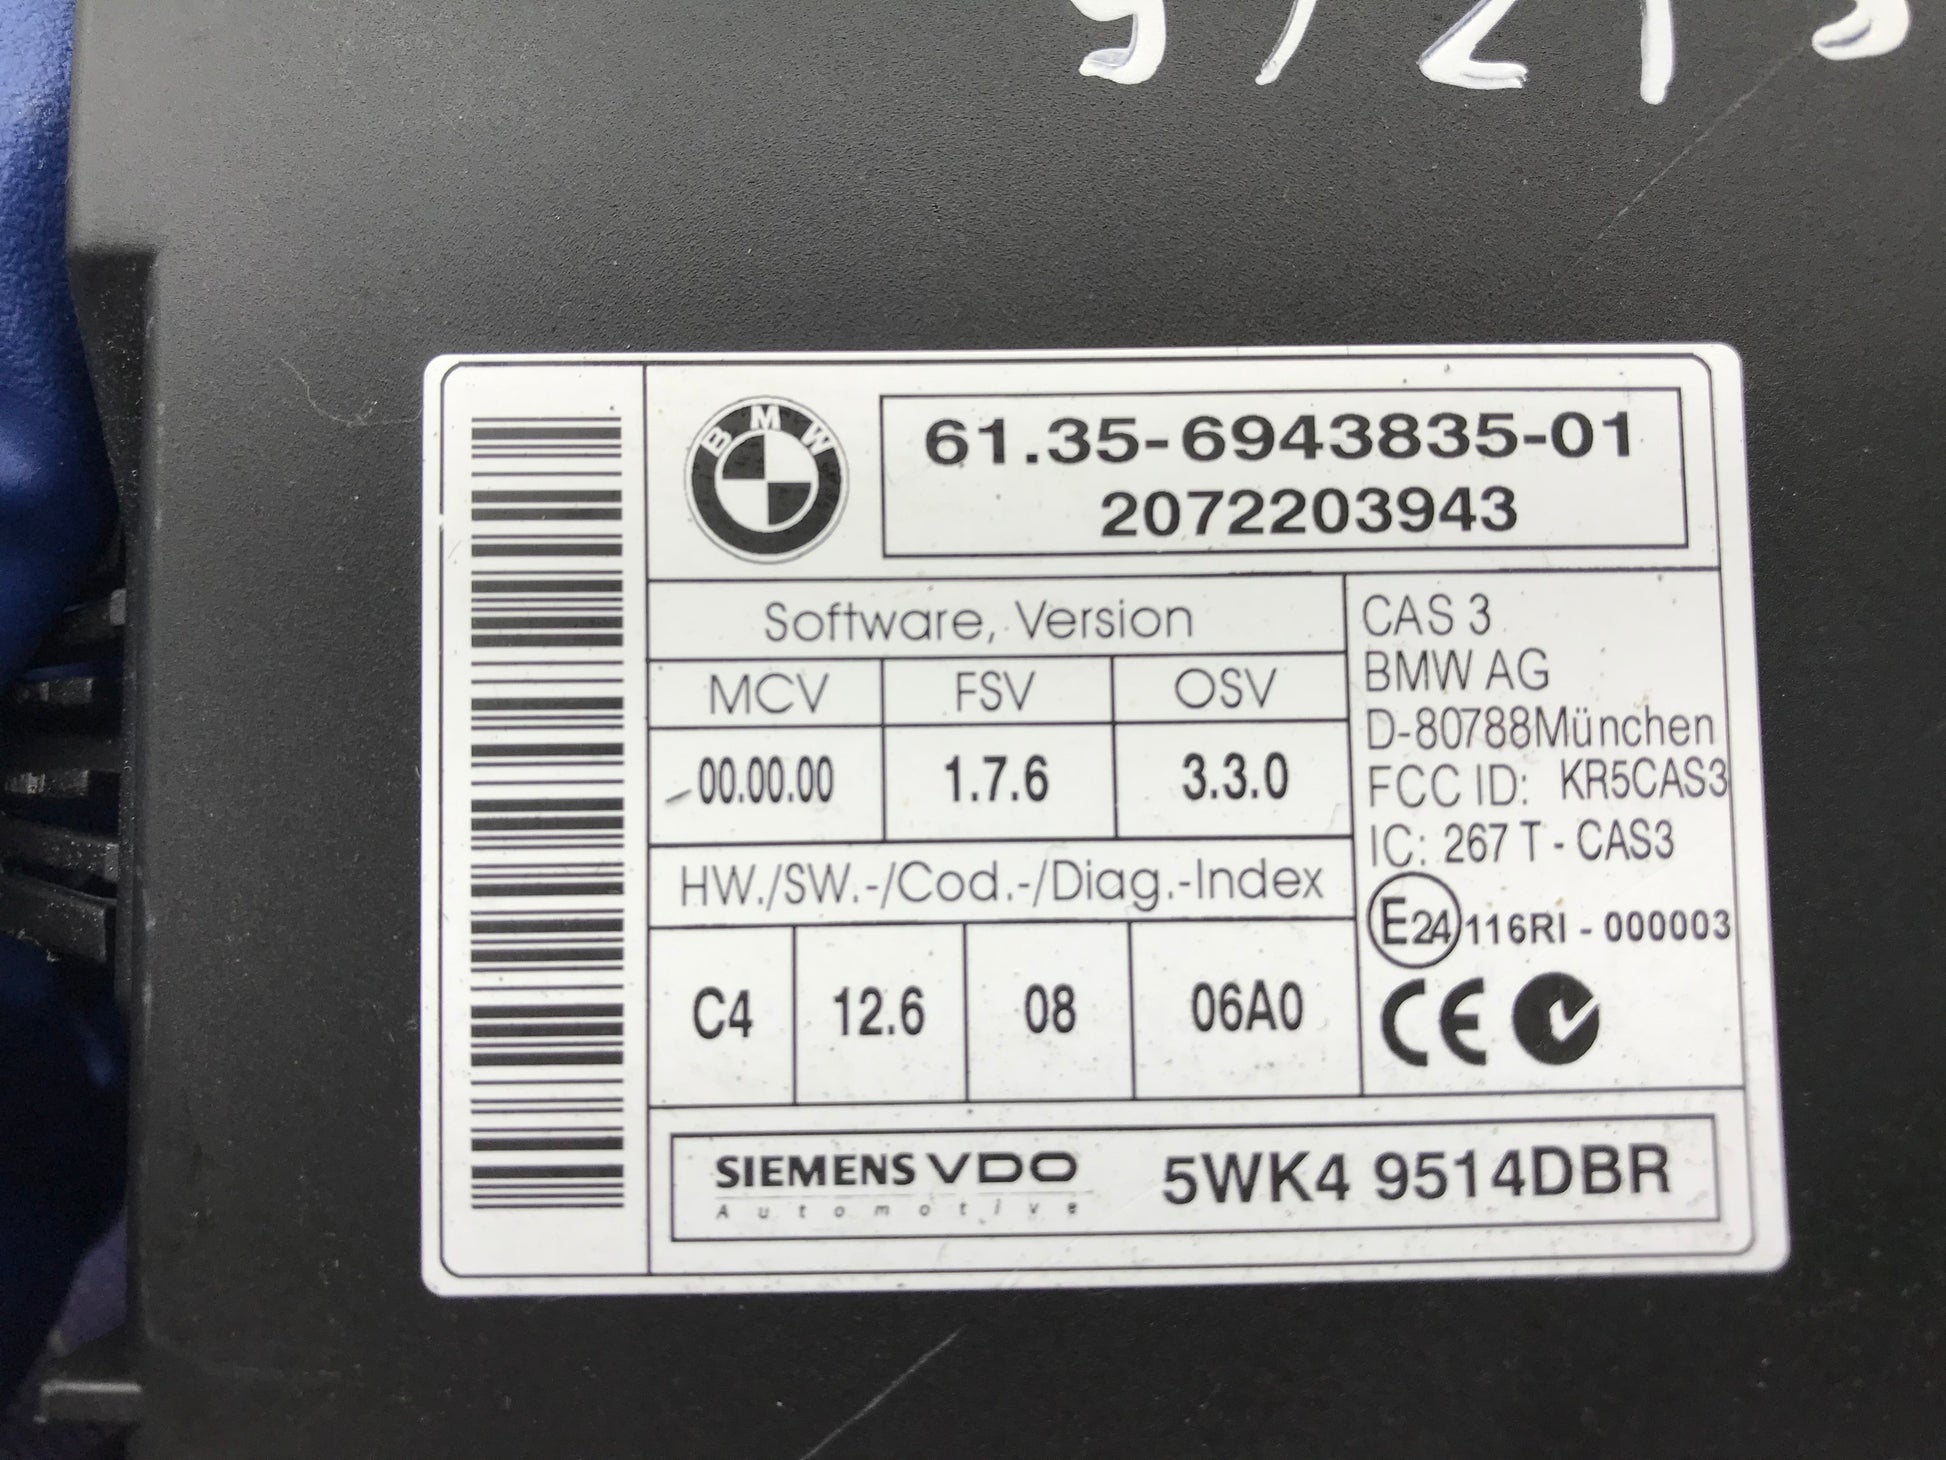 BMW
61.35-6943835-01
2072203943
Software, Version
MCV FSV OSV
00.00.00 1.7.6 3.3.0
HW./SW.-/Cod.-/Diag.-Index
C4 12.6 08 06A0
CAS 3
BMW AG
D-80788München
FCC ID: KR5CAS3
IC: 267 T - CAS3
E24 116RI - 000003
CE
SIEMENS VDO
Automotive
5WK4 9514DBR